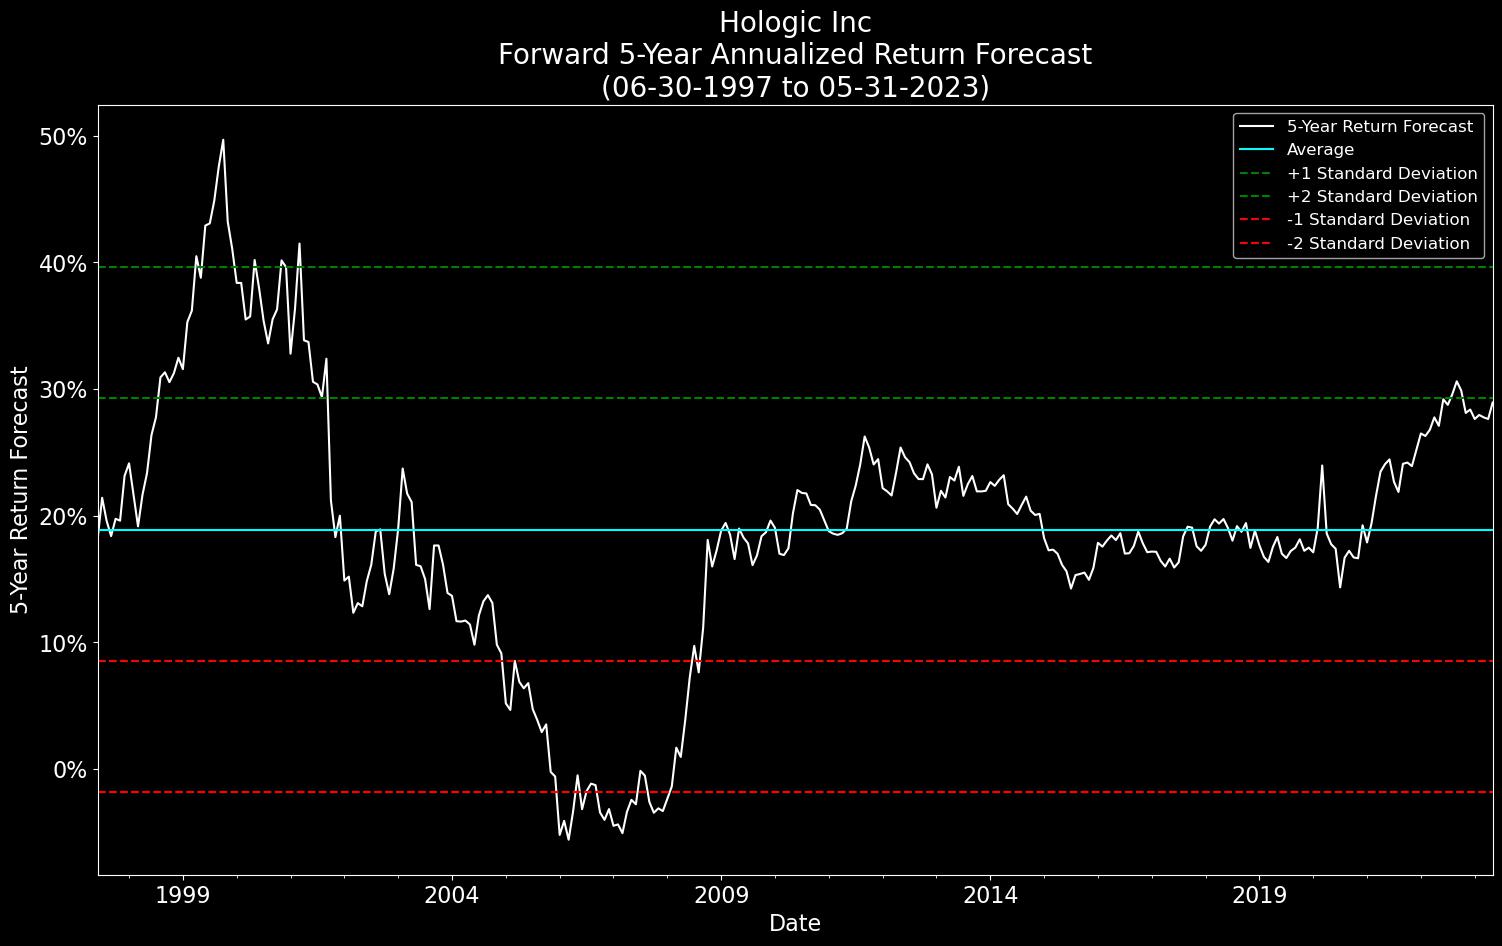 Hologic Inc
Forward 5-Year Annualized Return Forecast
(06-30-1997 to 05-31-2023)
5-Year Return Forecast
Average
+1 Standard Deviation
+2 Standard Deviation
-1 Standard Deviation
-2 Standard Deviation
50%
40%
30%
20%
10%
0%
5-Year Return Forecast
1999 2004 2009 2014 2019
Date